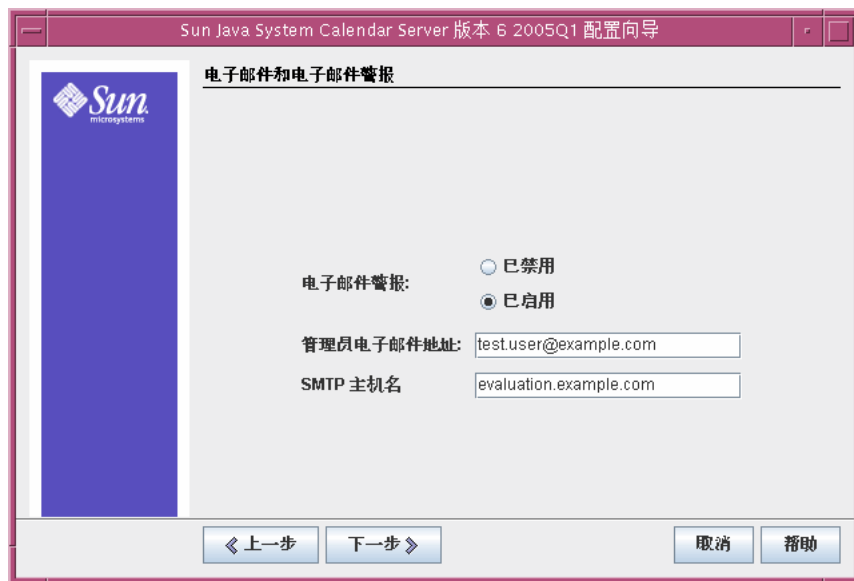 Sun Java System Calendar Server 版本 6 2005Q1 配置向导
Sun
microsystems
电子邮件和电子邮件警报
电子邮件警报:
已禁用
已启用
管理员电子邮件地址: test.user@example.com
SMTP 主机名 evaluation.example.com
上一步 下一步 取消 帮助